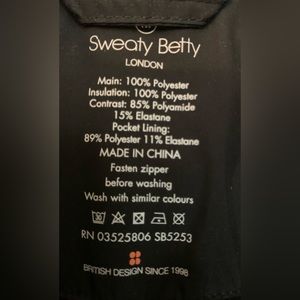 Sweaty Betty
LONDON
Main: 100% Polyester
Insulation: 100% Polyester
Contrast: 85% Polyamide
15% Elastane
Pocket Lining:
89% Polyester 11% Elastane
MADE IN CHINA
Fasten zipper
before washing
Wash with similar colours
RN 03525806 SB5253
BRITISH DESIGN SINCE 1998